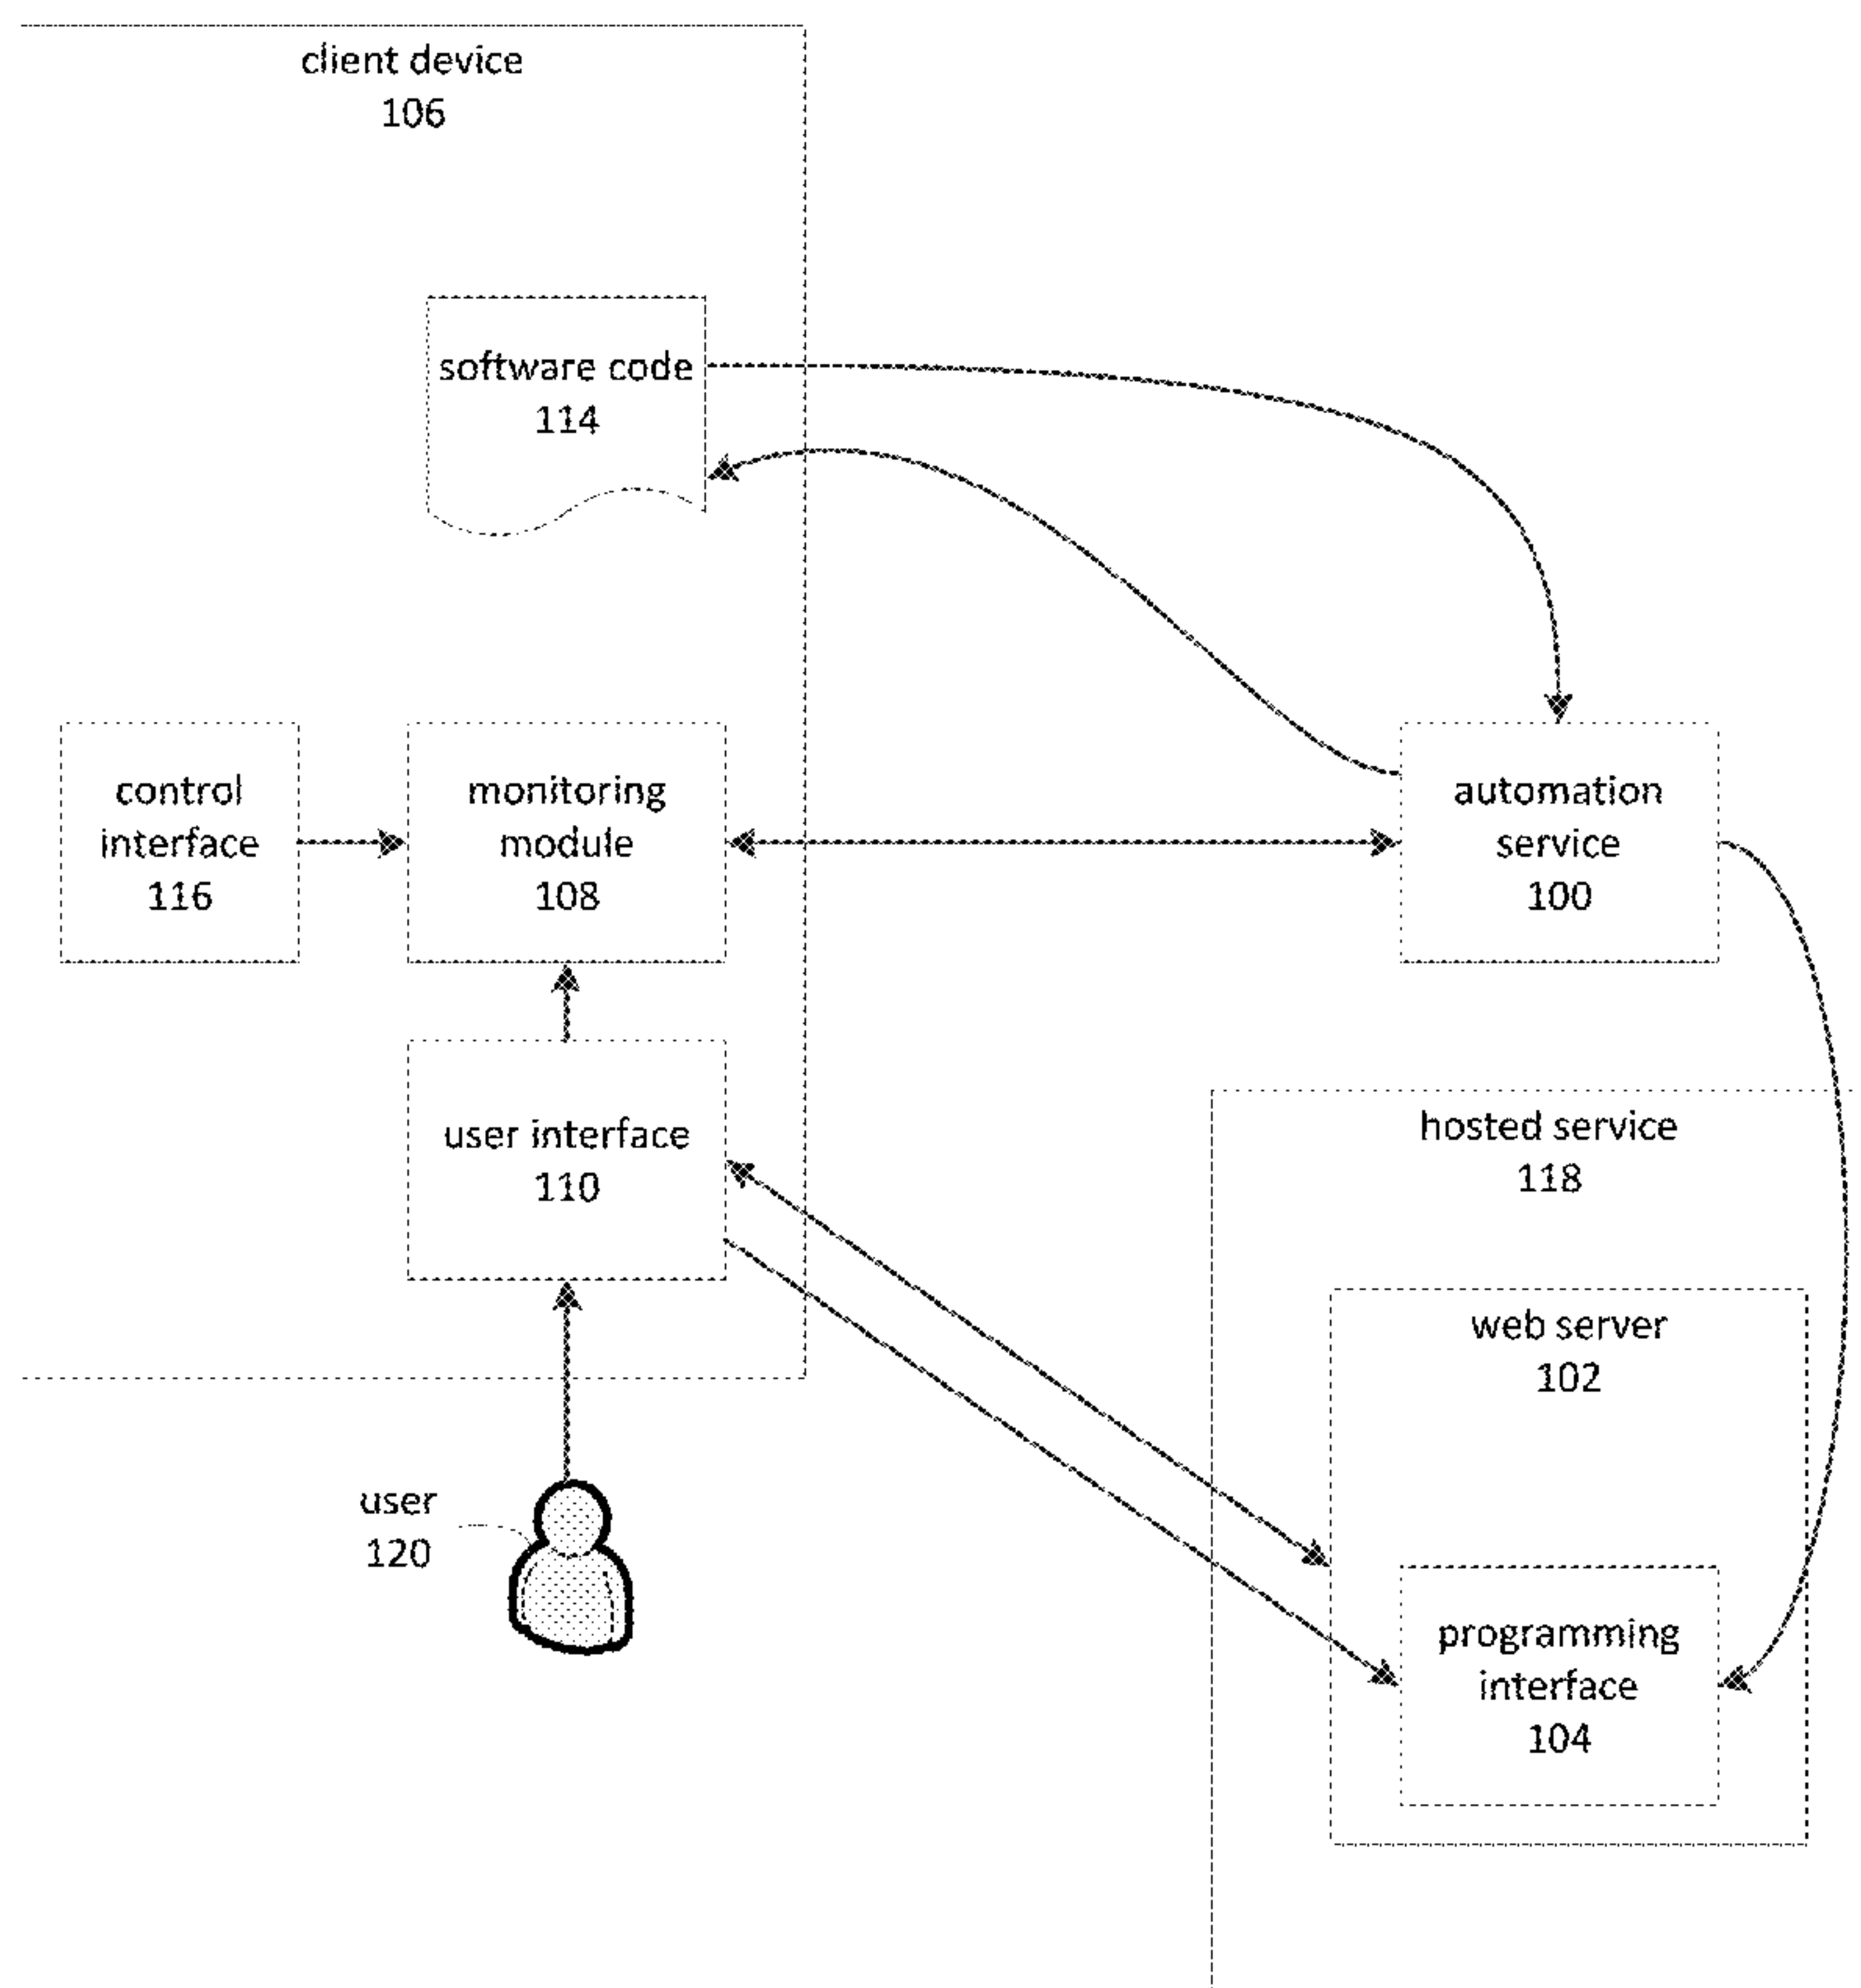 client device
106
software code
114
control
interface
116
monitoring
module
108
automation
service
100
user interface
110
hosted service
118
web server
102
user
120
programming
interface
104